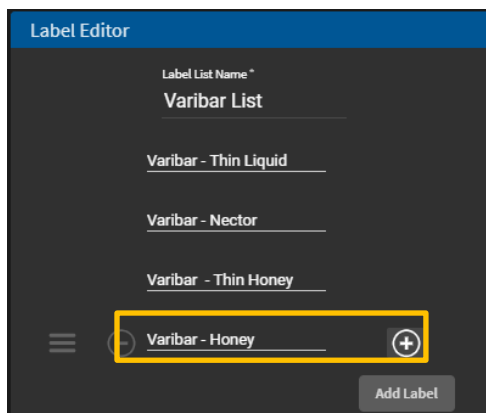 Label Editor
Label List Name *
Varibar List
Varibar - Thin Liquid
Varibar - Nector
Varibar - Thin Honey
Varibar - Honey
Add Label